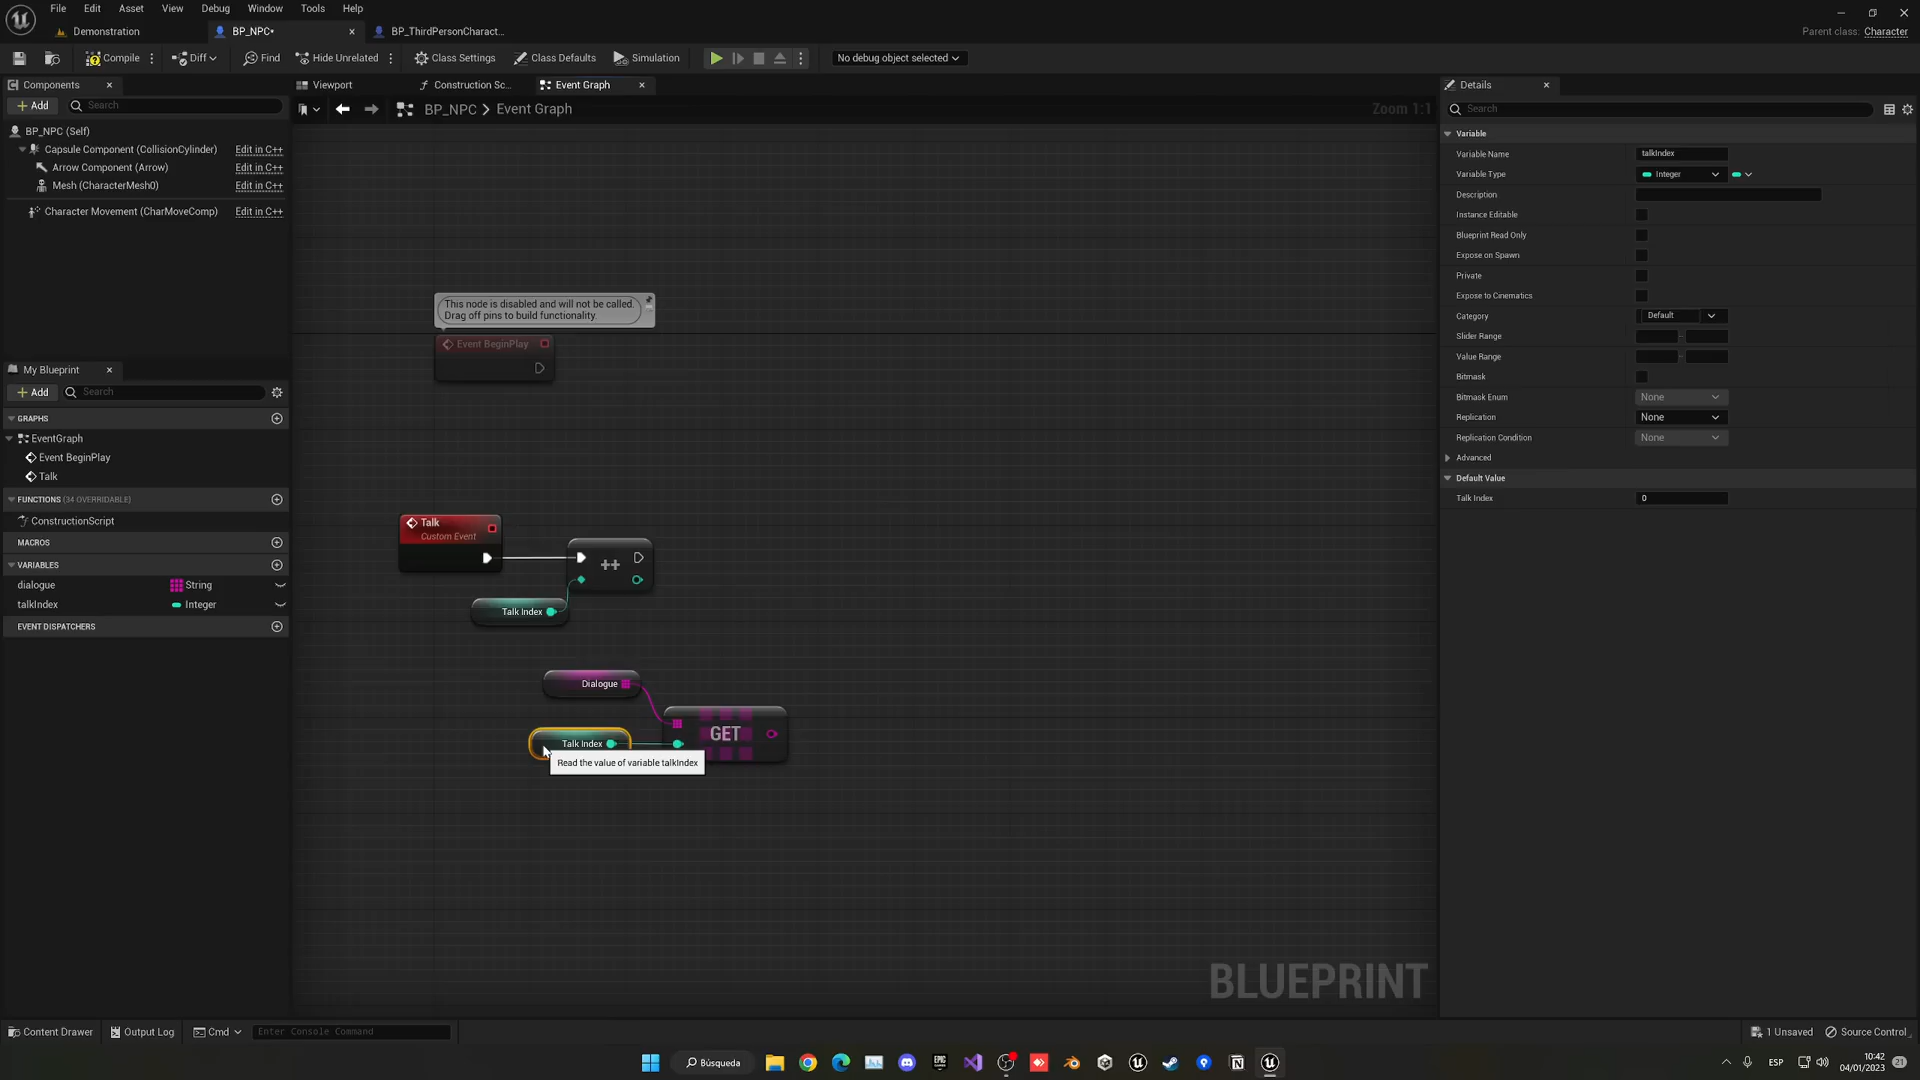 File Edit Asset View Debug Window Tools Help
Demonstration BP_NPC* BP_ThirdPersonCharact... Parent class: Character
Compile Diff Find Hide Unrelated Class Settings Class Defaults Simulation No debug object selected
Components Viewport Construction Sc... Event Graph Details
Add Search BP_NPC Event Graph Zoom 1:1 Search
BP_NPC (Self)
Capsule Component (CollisionCylinder) Edit in C++
Arrow Component (Arrow) Edit in C++
Mesh (CharacterMesh0) Edit in C++
Character Movement (CharMoveComp) Edit in C++
My Blueprint
Add Search
GRAPHS
EventGraph
Event BeginPlay
Talk
FUNCTIONS (34 OVERRIDABLE)
ConstructionScript
MACROS
VARIABLES
dialogue String
talkIndex Integer
EVENT DISPATCHERS
This node is disabled and will not be called.
Drag off pins to build functionality.
Event BeginPlay
Talk
Custom Event
++
Talk Index
Dialogue
GET
Talk Index
Read the value of variable talkIndex
BLUEPRINT
Variable
Variable Name talkIndex
Variable Type Integer
Description
Instance Editable
Blueprint Read Only
Expose on Spawn
Private
Expose to Cinematics
Category Default
Slider Range
Value Range
Bitmask
Bitmask Enum None
Replication None
Replication Condition None
Advanced
Default Value
Talk Index 0
Content Drawer Output Log Cmd Enter Console Command 1 Unsaved Source Control
Búsqueda ESP 10:42
04/01/2023 21